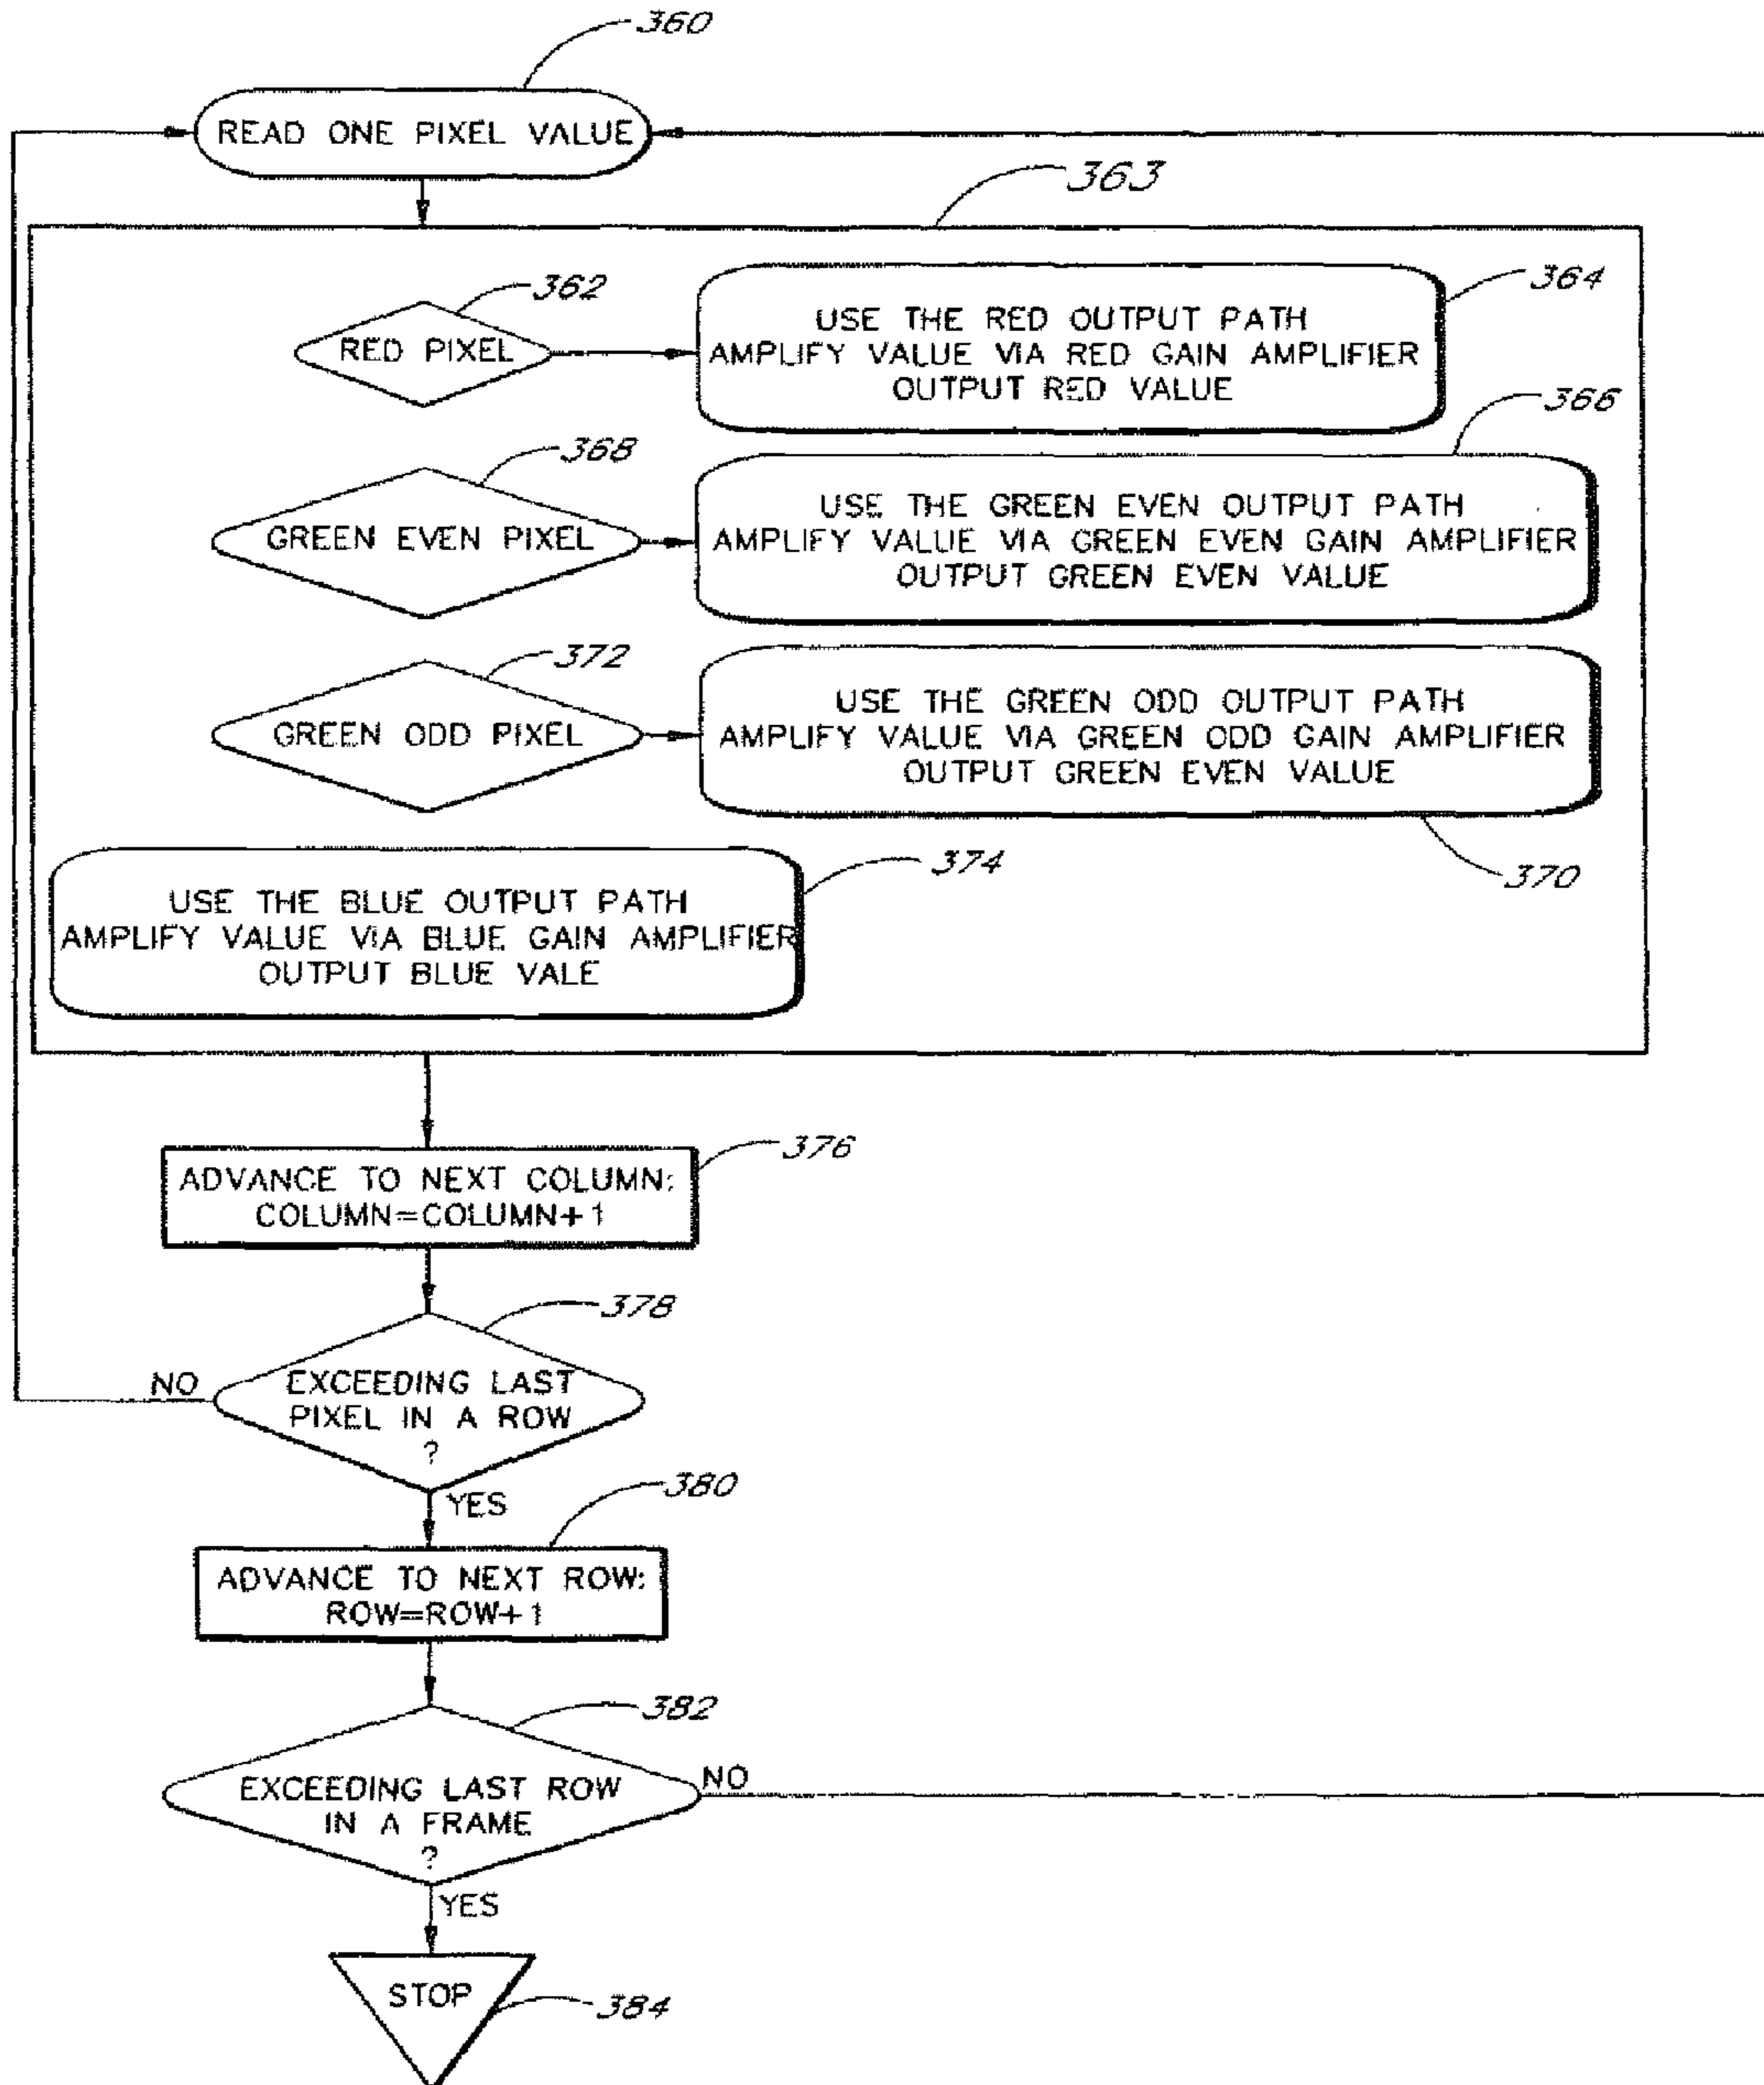 360
READ ONE PIXEL VALUE
363
362
RED PIXEL
364
USE THE RED OUTPUT PATH
AMPLIFY VALUE VIA RED GAIN AMPLIFIER
OUTPUT RED VALUE
368
GREEN EVEN PIXEL
366
USE THE GREEN EVEN OUTPUT PATH
AMPLIFY VALUE VIA GREEN EVEN GAIN AMPLIFIER
OUTPUT GREEN EVEN VALUE
372
GREEN ODD PIXEL
USE THE GREEN ODD OUTPUT PATH
AMPLIFY VALUE VIA GREEN ODD GAIN AMPLIFIER
OUTPUT GREEN EVEN VALUE
370
374
USE THE BLUE OUTPUT PATH
AMPLIFY VALUE VIA BLUE GAIN AMPLIFIER
OUTPUT BLUE VALE
376
ADVANCE TO NEXT COLUMN:
COLUMN=COLUMN+1
378
EXCEEDING LAST
PIXEL IN A ROW
?
NO
YES
380
ADVANCE TO NEXT ROW:
ROW=ROW+1
382
EXCEEDING LAST ROW
IN A FRAME
?
NO
YES
STOP
384